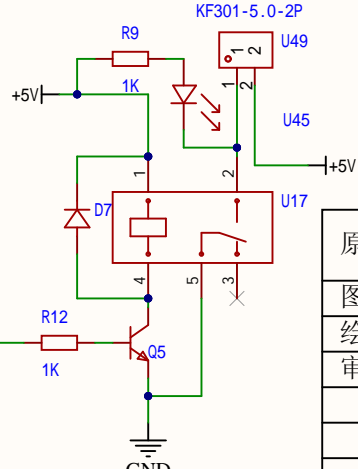 KF301-5.0-2P
R9
U49
1
2
1K
+5V
1
2
U45
+5V
1
2
D7
U17
4
5
3
R12
1K
Q5
GND
原
图
绘
审